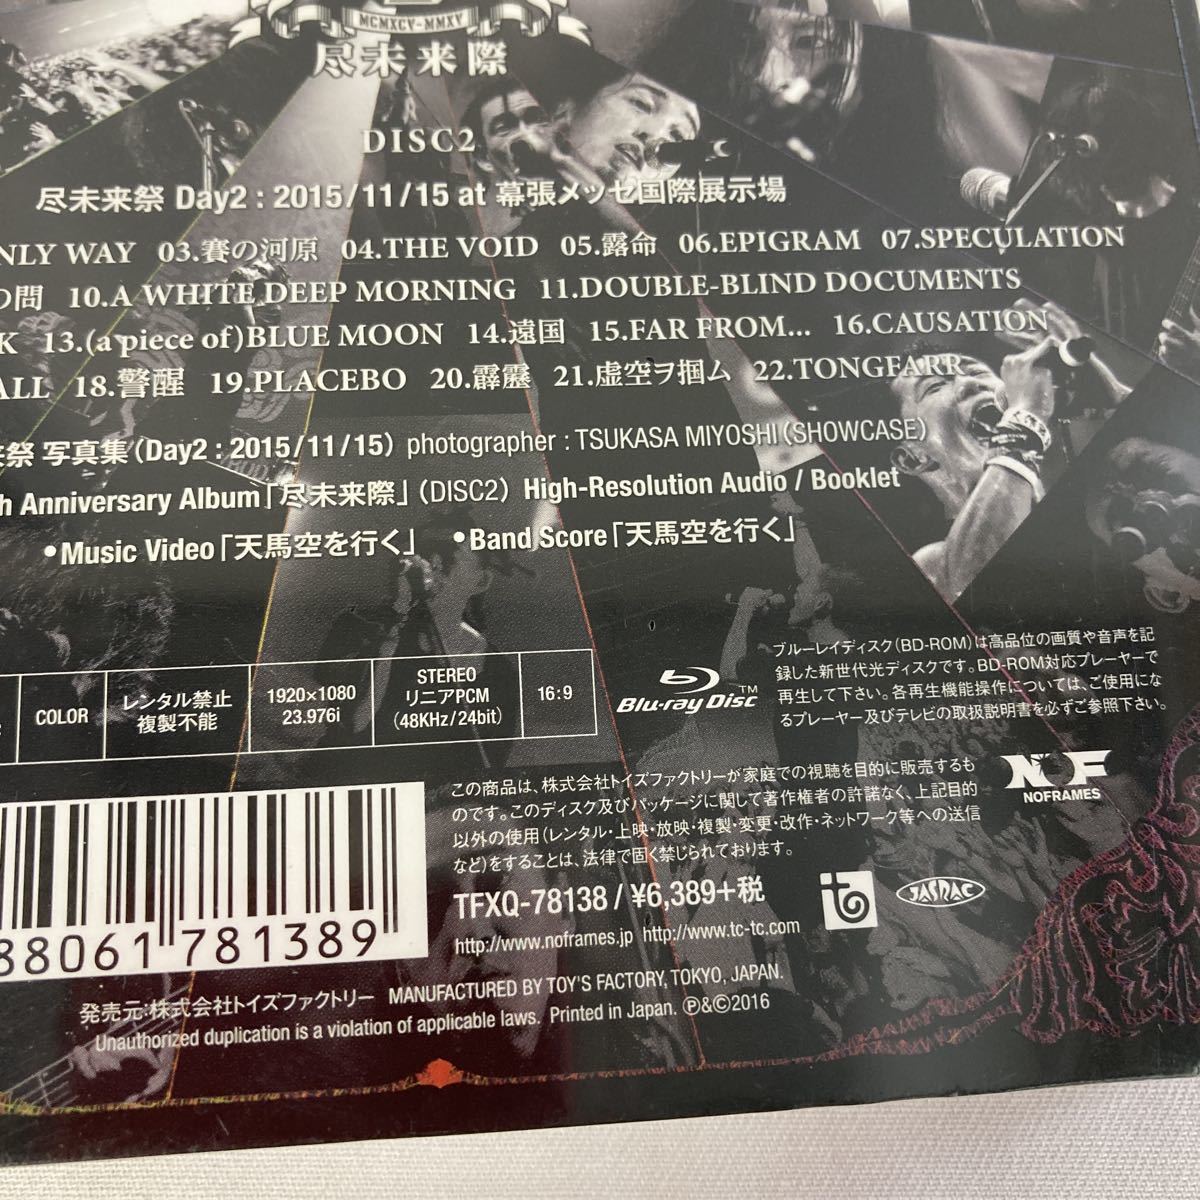 MCMXCV-MMXV
尽未来際
DISC2
尽未来祭 Day2 : 2015/11/15 at 幕張メッセ国際展示場
NLY WAY 03.賽の河原 04.THE VOID 05.露命 06.EPIGRAM 07.SPECULATION
の問 10.A WHITE DEEP MORNING 11.DOUBLE-BLIND DOCUMENTS
K 13.(a piece of)BLUE MOON 14.遠国 15.FAR FROM... 16.CAUSATION
ALL 18.警醒 19.PLACEBO 20.霹靂 21.虚空ヲ掴ム 22.TONGFARR
来祭 写真集(Day2 : 2015/11/15) photographer : TSUKASA MIYOSHI(SHOWCASE)
h Anniversary Album「尽未来際」(DISC2) High-Resolution Audio / Booklet
•Music Video「天馬空を行く」 •Band Score「天馬空を行く」
COLOR
レンタル禁止
複製不能
1920×1080
23.976i
STEREO
リニアPCM
(48KHz/24bit)
16:9
Blu-ray Disc™
ブルーレイディスク(BD-ROM)は高品位の画質や音声を記
録した新世代光ディスクです。BD-ROM対応プレーヤーで
再生して下さい。各再生機能操作については、ご使用にな
るプレーヤー及びテレビの取扱説明書を必ずご参照下さい。
この商品は、株式会社トイズファクトリーが家庭での視聴を目的に販売するも
のです。このディスク及びパッケージに関して著作権者の許諾なく、上記目的
以外の使用(レンタル・上映・放映・複製・変更・改作・ネットワーク等への送信
など)をすることは、法律で固く禁じられております。
NOF
NOFRAMES
TFXQ-78138 / ¥6,389+税
JASRAC
http://www.noframes.jp http://www.tc-tc.com
88061 781389
発売元:株式会社トイズファクトリー MANUFACTURED BY TOY'S FACTORY, TOKYO, JAPAN.
Unauthorized duplication is a violation of applicable laws. Printed in Japan. ℗&©2016